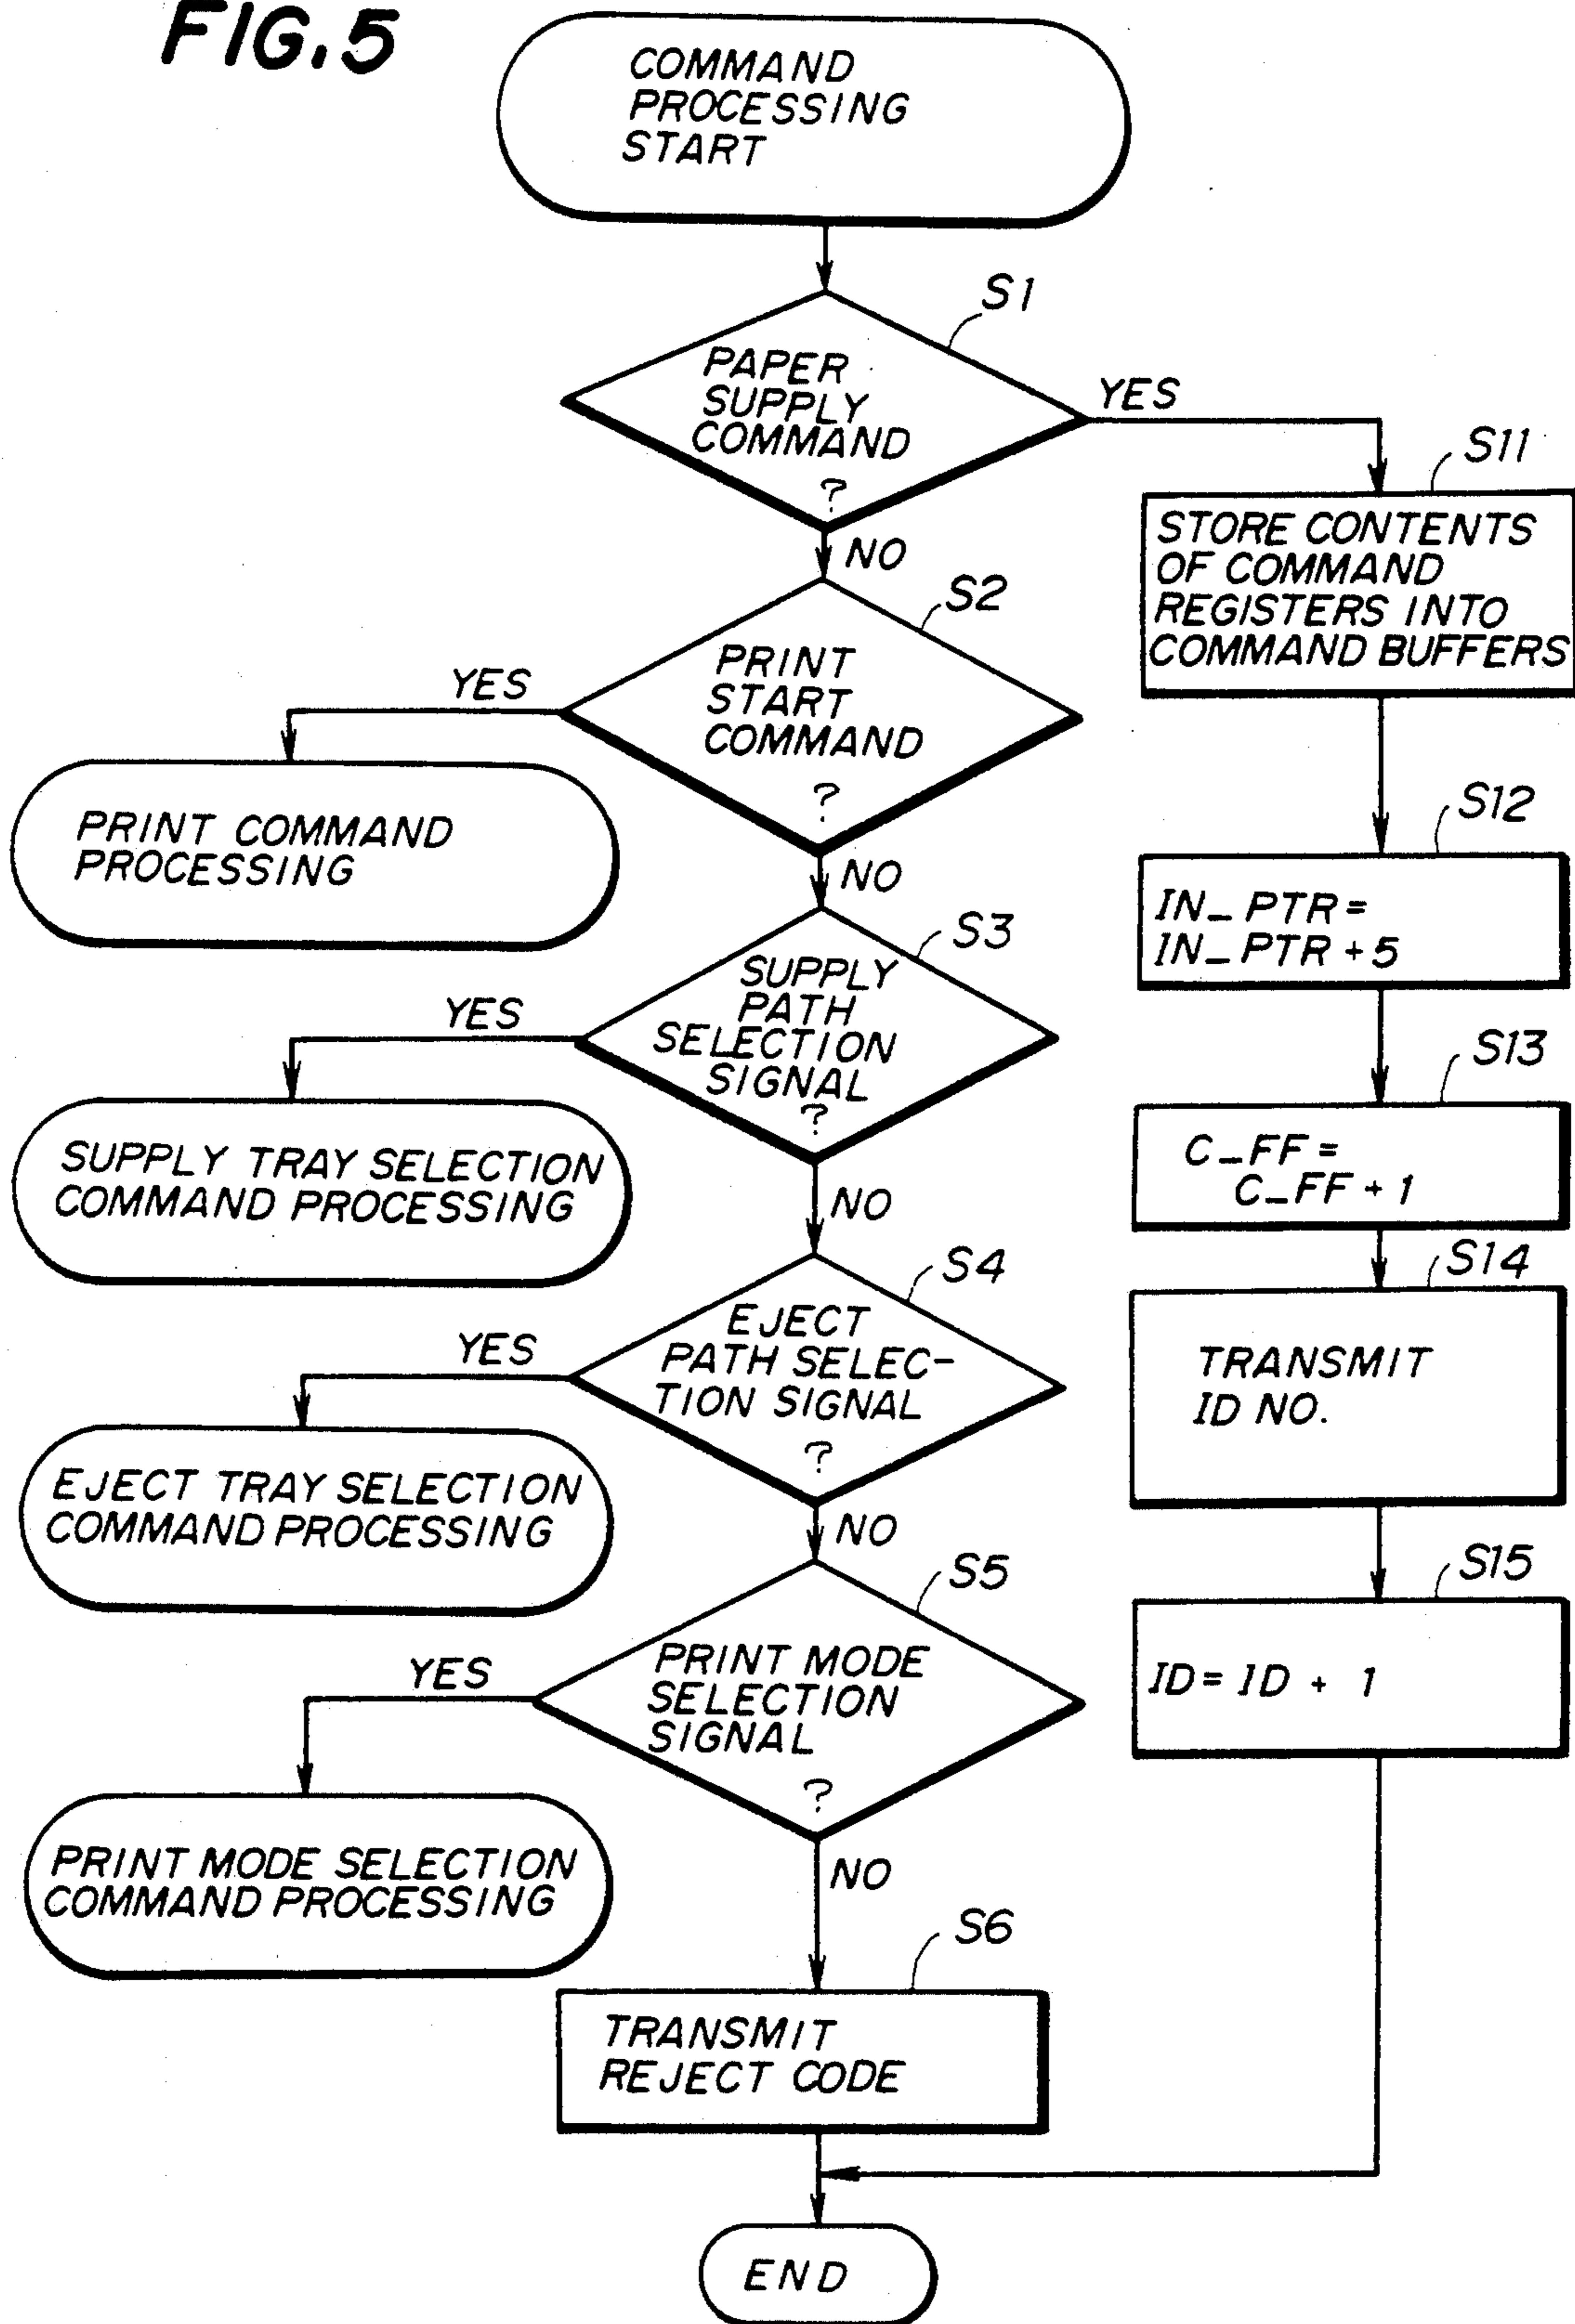 FIG.5
COMMAND
PROCESSING
START
S1
PAPER
SUPPLY
COMMAND
?
YES
NO
S11
STORE CONTENTS
OF COMMAND
REGISTERS INTO
COMMAND BUFFERS
S2
PRINT
START
COMMAND
?
YES
NO
PRINT COMMAND
PROCESSING
S12
IN_PTR=
IN_PTR+5
S3
SUPPLY
PATH
SELECTION
SIGNAL
?
YES
NO
SUPPLY TRAY SELECTION
COMMAND PROCESSING
S13
C_FF=
C_FF+1
S4
EJECT
PATH SELEC-
TION SIGNAL
?
YES
NO
EJECT TRAY SELECTION
COMMAND PROCESSING
S14
TRANSMIT
ID NO.
S5
PRINT MODE
SELECTION
SIGNAL
?
YES
NO
PRINT MODE SELECTION
COMMAND PROCESSING
S15
ID=ID + 1
S6
TRANSMIT
REJECT CODE
END